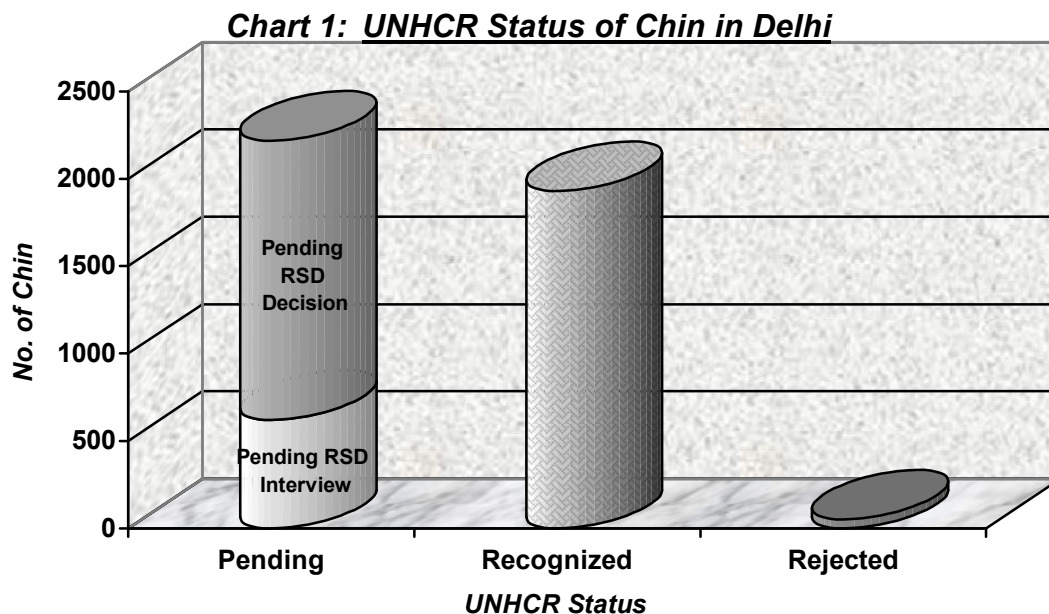 Chart 1: UNHCR Status of Chin in Delhi
2500
2000
1500
1000
500
0
No. of Chin
Pending
RSD
Decision
Pending RSD
Interview
Pending
Recognized
Rejected
UNHCR Status